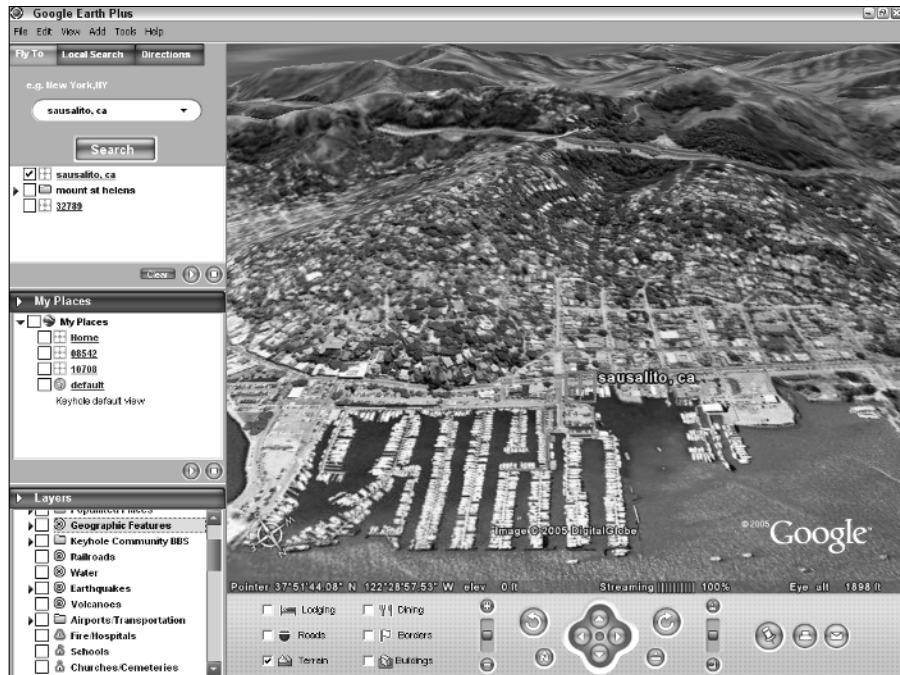 Google Earth Plus
File Edit View Add Tools Help
Fly To Local Search Directions
e.g. New York,NY
sausalito, ca
Search
sausalito, ca
mount st helens
32789
Clear
My Places
My Places
Home
08542
10708
default
Keyhole default view
Layers
Populated Places
Geographic Features
Keyhole Community BBS
Railroads
Water
Earthquakes
Volcanoes
Airports/Transportation
Fire/Hospitals
Schools
Churches/Cemeteries
sausalito, ca
W
Image © 2005 DigitalGlobe
© 2005 Google™
Pointer 37°51'44.08" N 122°28'57.53" W elev 0 ft Streaming |||||||||| 100% Eye alt 1898 ft
Lodging Dining
Roads Borders
Terrain Buildings
N